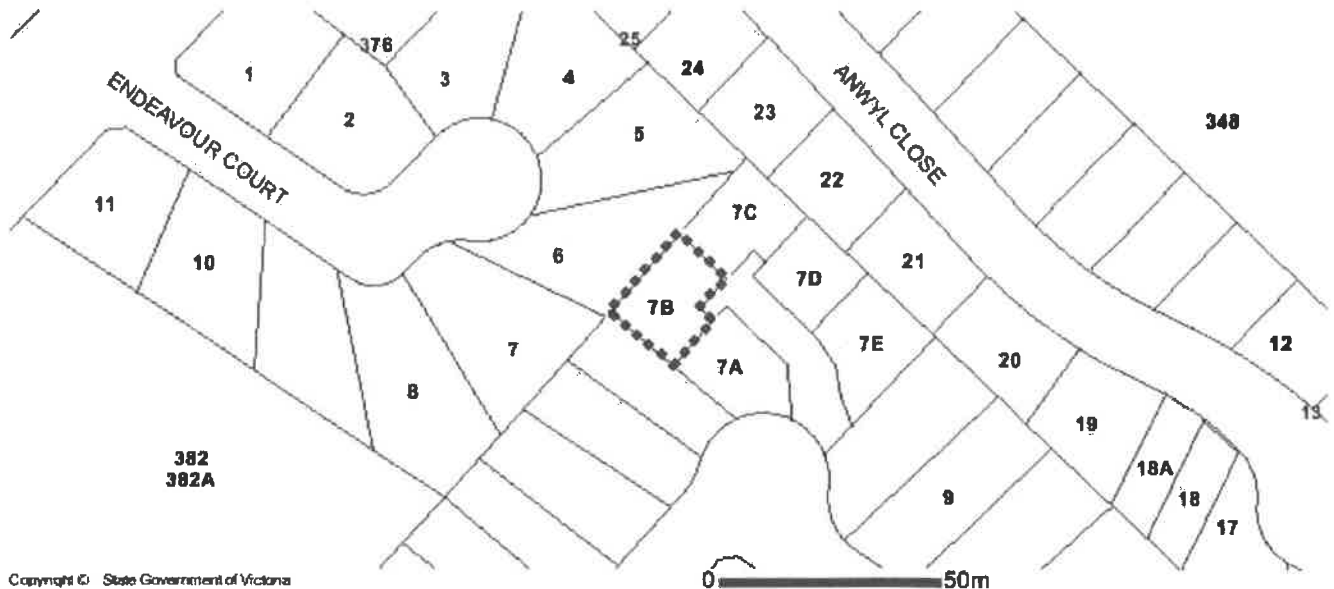 376
25
1
3
4
24
ENDEAVOUR COURT
2
5
23
ANWYL CLOSE
348
11
22
7C
10
6
21
7D
7B
7
7E
12
7A
20
8
19
13
382
382A
18A
9
18
17
Copyright © State Government of Victoria
0 50m